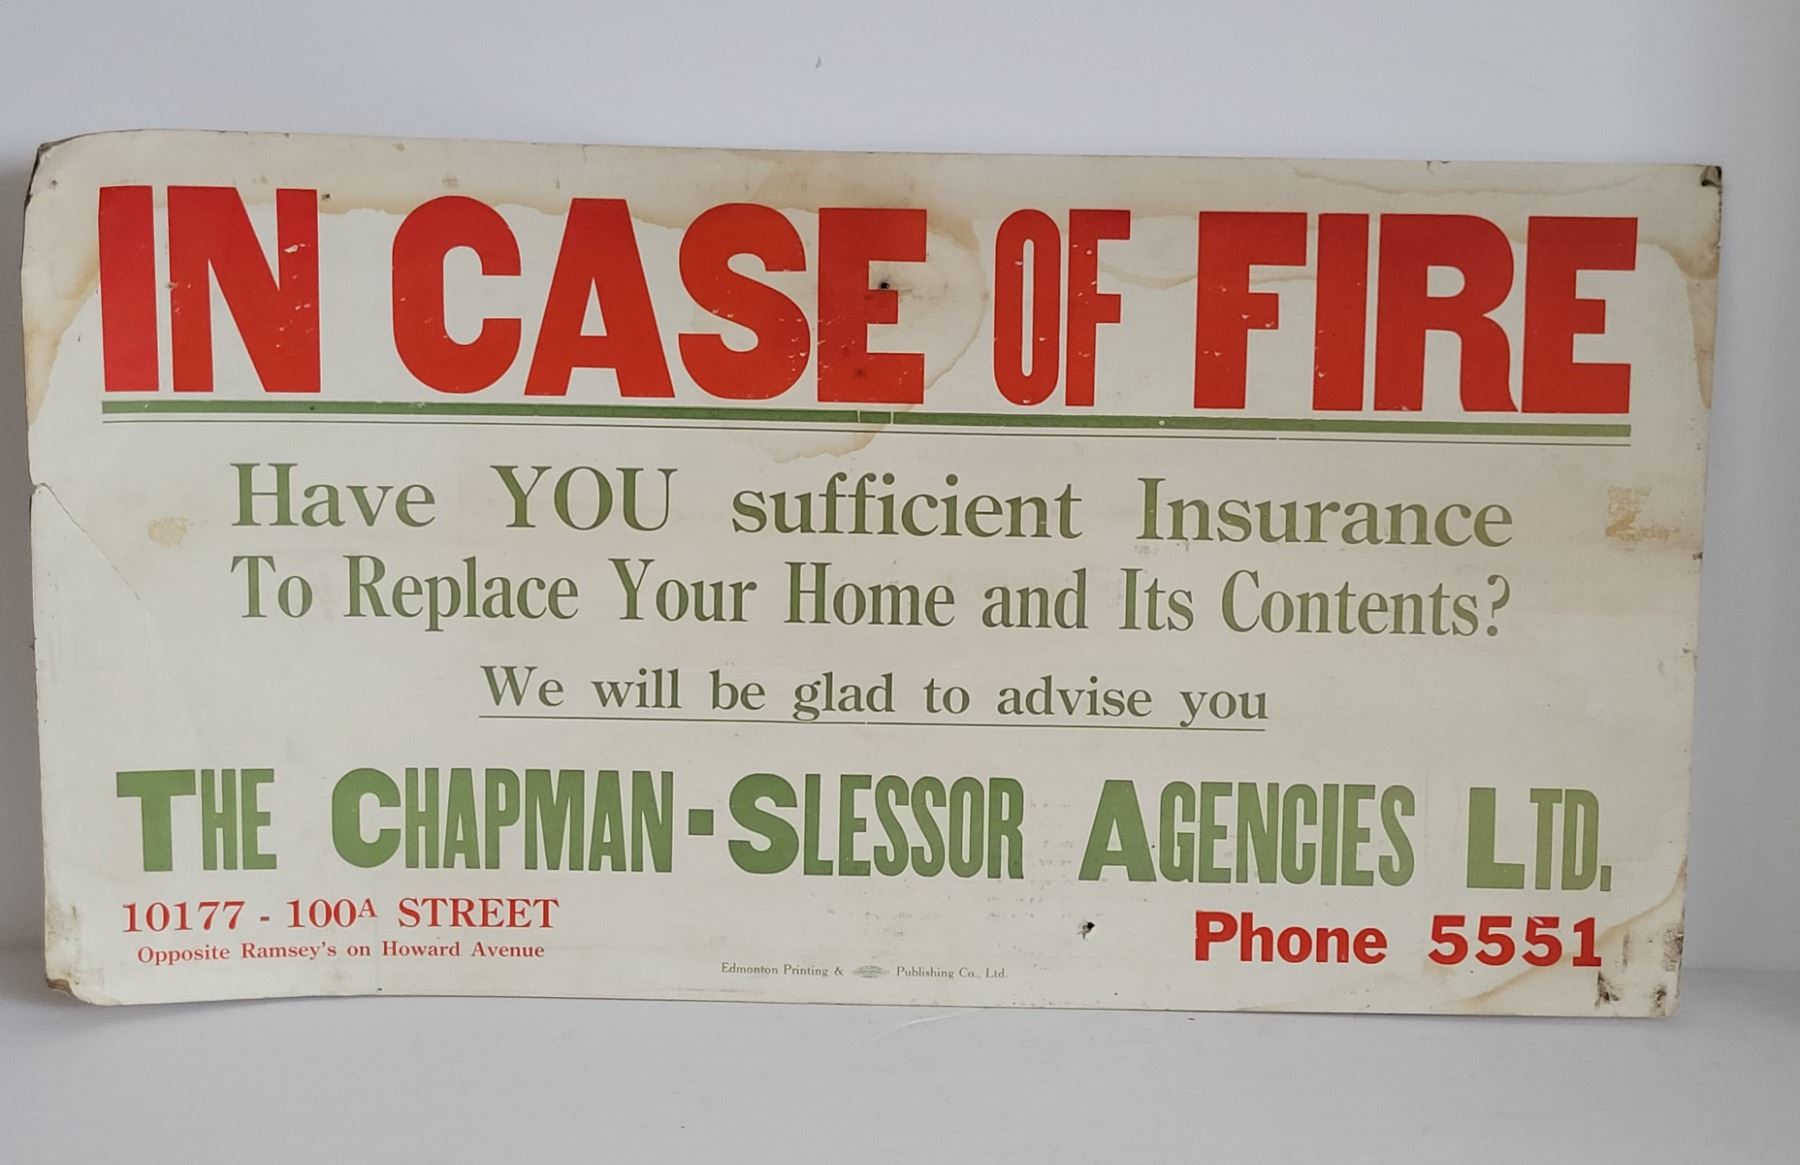 IN CASE OF FIRE
Have YOU sufficient Insurance
To Replace Your Home and Its Contents?
We will be glad to advise you
THE CHAPMAN-SLESSOR AGENCIES LTD.
10177 - 100A STREET
Opposite Ramsey's on Howard Avenue
Edmonton Printing & Publishing Co., Ltd.
Phone 5551